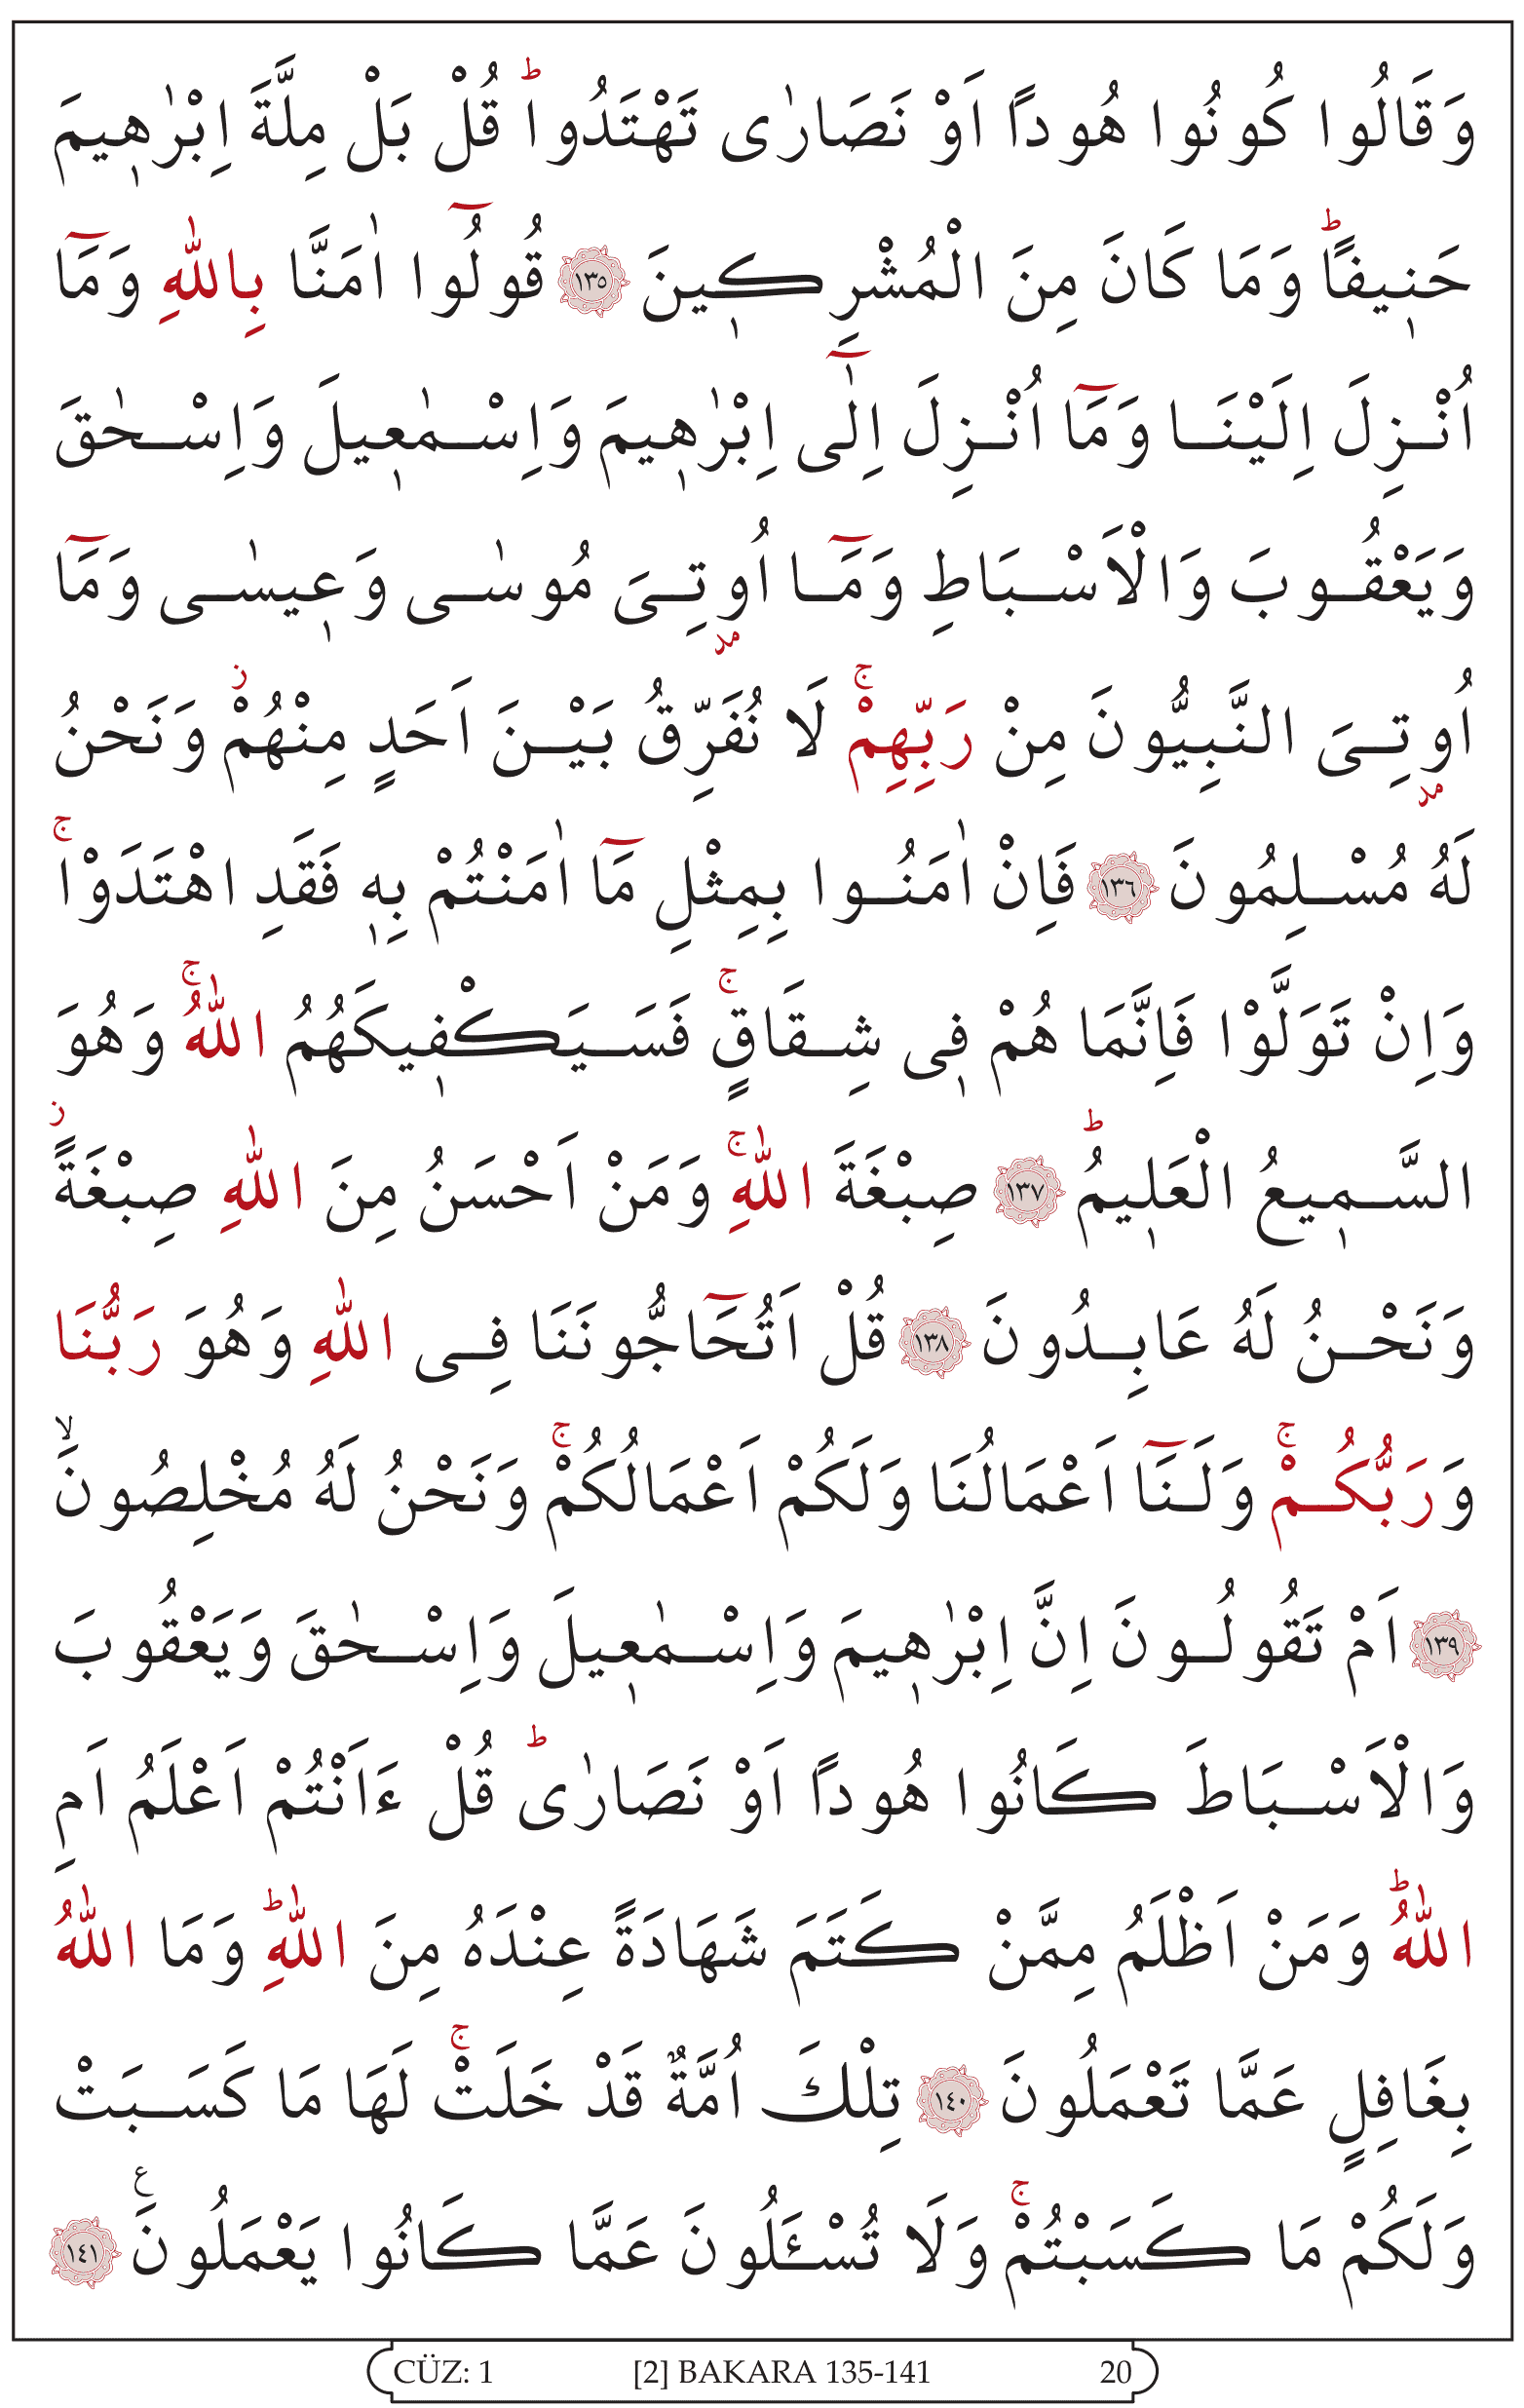 وَقَالُوا كُونُوا هُودًا اَوْ نَصَارٰى تَهْتَدُواۜ قُلْ بَلْ مِلَّةَ اِبْرٰه۪يمَ
حَن۪يفًاۜ وَمَا كَانَ مِنَ الْمُشْرِك۪ينَ ﴿١٣٥﴾ قُولُٓوا اٰمَنَّا بِاللّٰهِ وَمَٓا
اُنْزِلَ اِلَيْنَا وَمَٓا اُنْزِلَ اِلٰٓى اِبْرٰه۪يمَ وَاِسْمٰع۪يلَ وَاِسْحٰقَ
وَيَعْقُوبَ وَالْاَسْبَاطِ وَمَٓا اُو۫تِيَ مُوسٰى وَع۪يسٰى وَمَٓا
اُو۫تِيَ النَّبِيُّونَ مِنْ رَبِّهِمْۚ لَا نُفَرِّقُ بَيْنَ اَحَدٍ مِنْهُمْۘ وَنَحْنُ
لَهُ مُسْلِمُونَ ﴿١٣٦﴾ فَاِنْ اٰمَنُوا بِمِثْلِ مَٓا اٰمَنْتُمْ بِه۪ فَقَدِ اهْتَدَوْاۚ
وَاِنْ تَوَلَّوْا فَاِنَّمَا هُمْ ف۪ي شِقَاقٍۚ فَسَيَكْف۪يكَهُمُ اللّٰهُۚ وَهُوَ
السَّم۪يعُ الْعَل۪يمُۜ ﴿١٣٧﴾ صِبْغَةَ اللّٰهِۚ وَمَنْ اَحْسَنُ مِنَ اللّٰهِ صِبْغَةًۘ
وَنَحْنُ لَهُ عَابِدُونَ ﴿١٣٨﴾ قُلْ اَتُحَٓاجُّونَنَا فِي اللّٰهِ وَهُوَ رَبُّنَا
وَرَبُّكُمْۚ وَلَنَٓا اَعْمَالُنَا وَلَكُمْ اَعْمَالُكُمْۚ وَنَحْنُ لَهُ مُخْلِصُونَۙ
﴿١٣٩﴾ اَمْ تَقُولُونَ اِنَّ اِبْرٰه۪يمَ وَاِسْمٰع۪يلَ وَاِسْحٰقَ وَيَعْقُوبَ
وَالْاَسْبَاطَ كَانُوا هُودًا اَوْ نَصَارٰىۜ قُلْ ءَاَنْتُمْ اَعْلَمُ اَمِ
اللّٰهُۜ وَمَنْ اَظْلَمُ مِمَّنْ كَتَمَ شَهَادَةً عِنْدَهُ مِنَ اللّٰهِۜ وَمَا اللّٰهُ
بِغَافِلٍ عَمَّا تَعْمَلُونَ ﴿١٤٠﴾ تِلْكَ اُمَّةٌ قَدْ خَلَتْۚ لَهَا مَا كَسَبَتْ
وَلَكُمْ مَا كَسَبْتُمْۚ وَلَا تُسْـَٔلُونَ عَمَّا كَانُوا يَعْمَلُونَ ع ﴿١٤١﴾
CÜZ: 1 [2] BAKARA 135-141 20